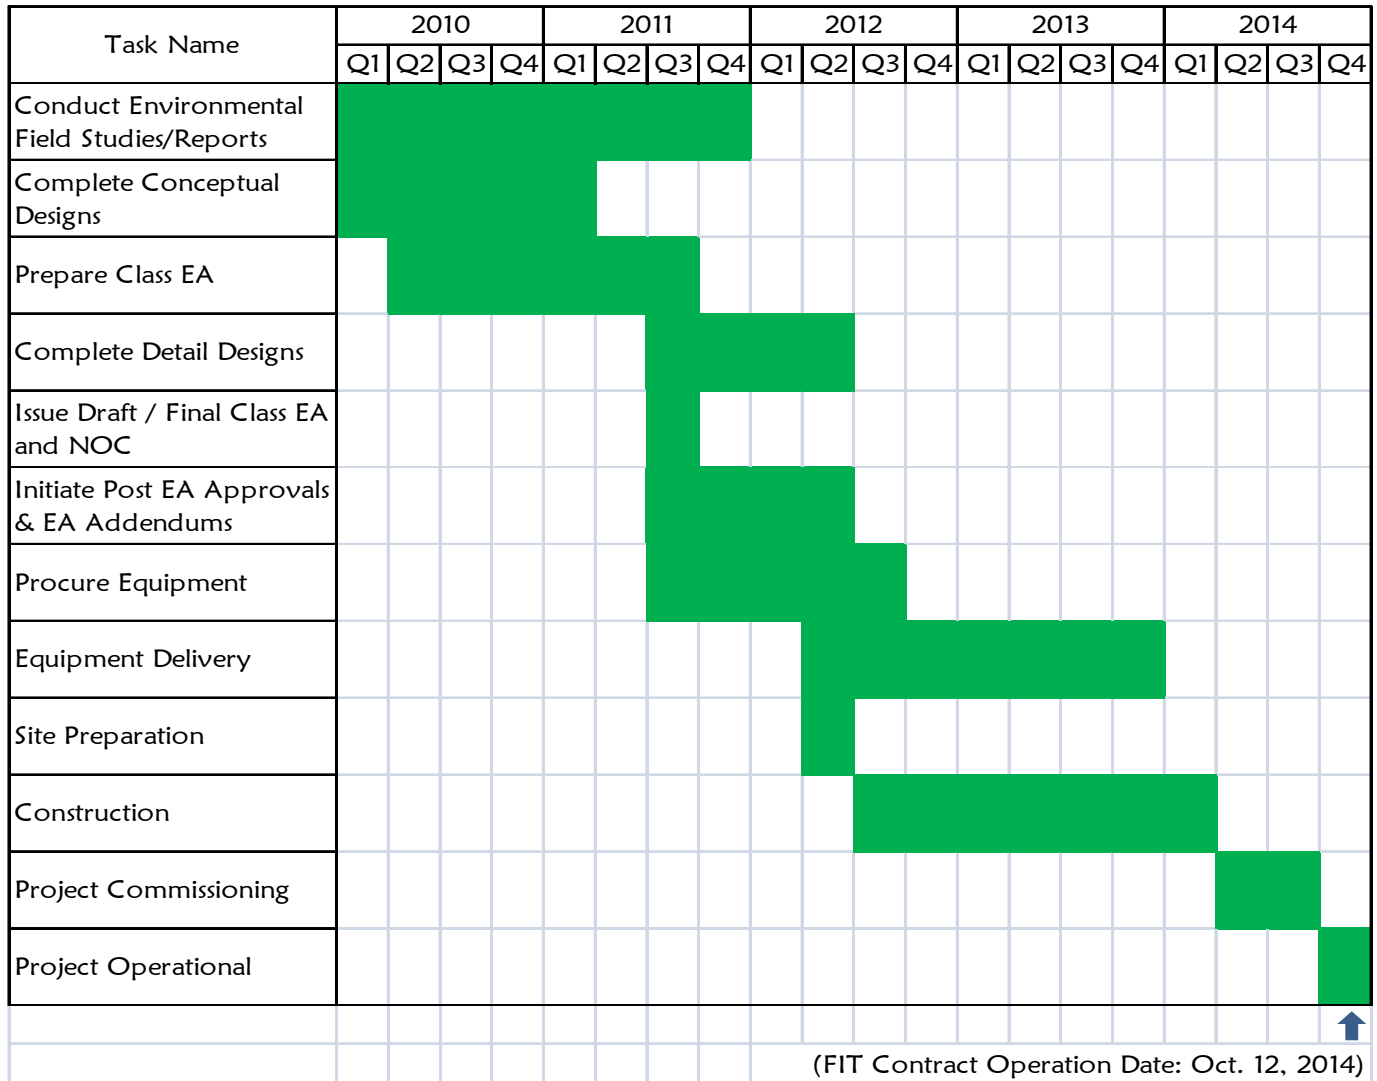 Task Name
2010 2011 2012 2013 2014
Q1 Q2 Q3 Q4 Q1 Q2 Q3 Q4 Q1 Q2 Q3 Q4 Q1 Q2 Q3 Q4 Q1 Q2 Q3 Q4
Conduct Environmental
Field Studies/Reports
Complete Conceptual
Designs
Prepare Class EA
Complete Detail Designs
Issue Draft / Final Class EA
and NOC
Initiate Post EA Approvals
& EA Addendums
Procure Equipment
Equipment Delivery
Site Preparation
Construction
Project Commissioning
Project Operational
(FIT Contract Operation Date: Oct. 12, 2014)